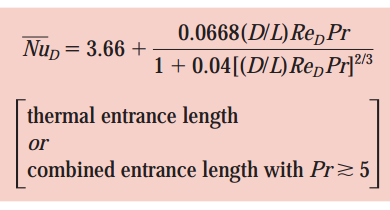 N̅u̅_D = 3.66 + 0.0668(D/L)Re_D Pr / 1 + 0.04[(D/L)Re_D Pr]^2/3
[thermal entrance length
or
combined entrance length with Pr ≥ 5]